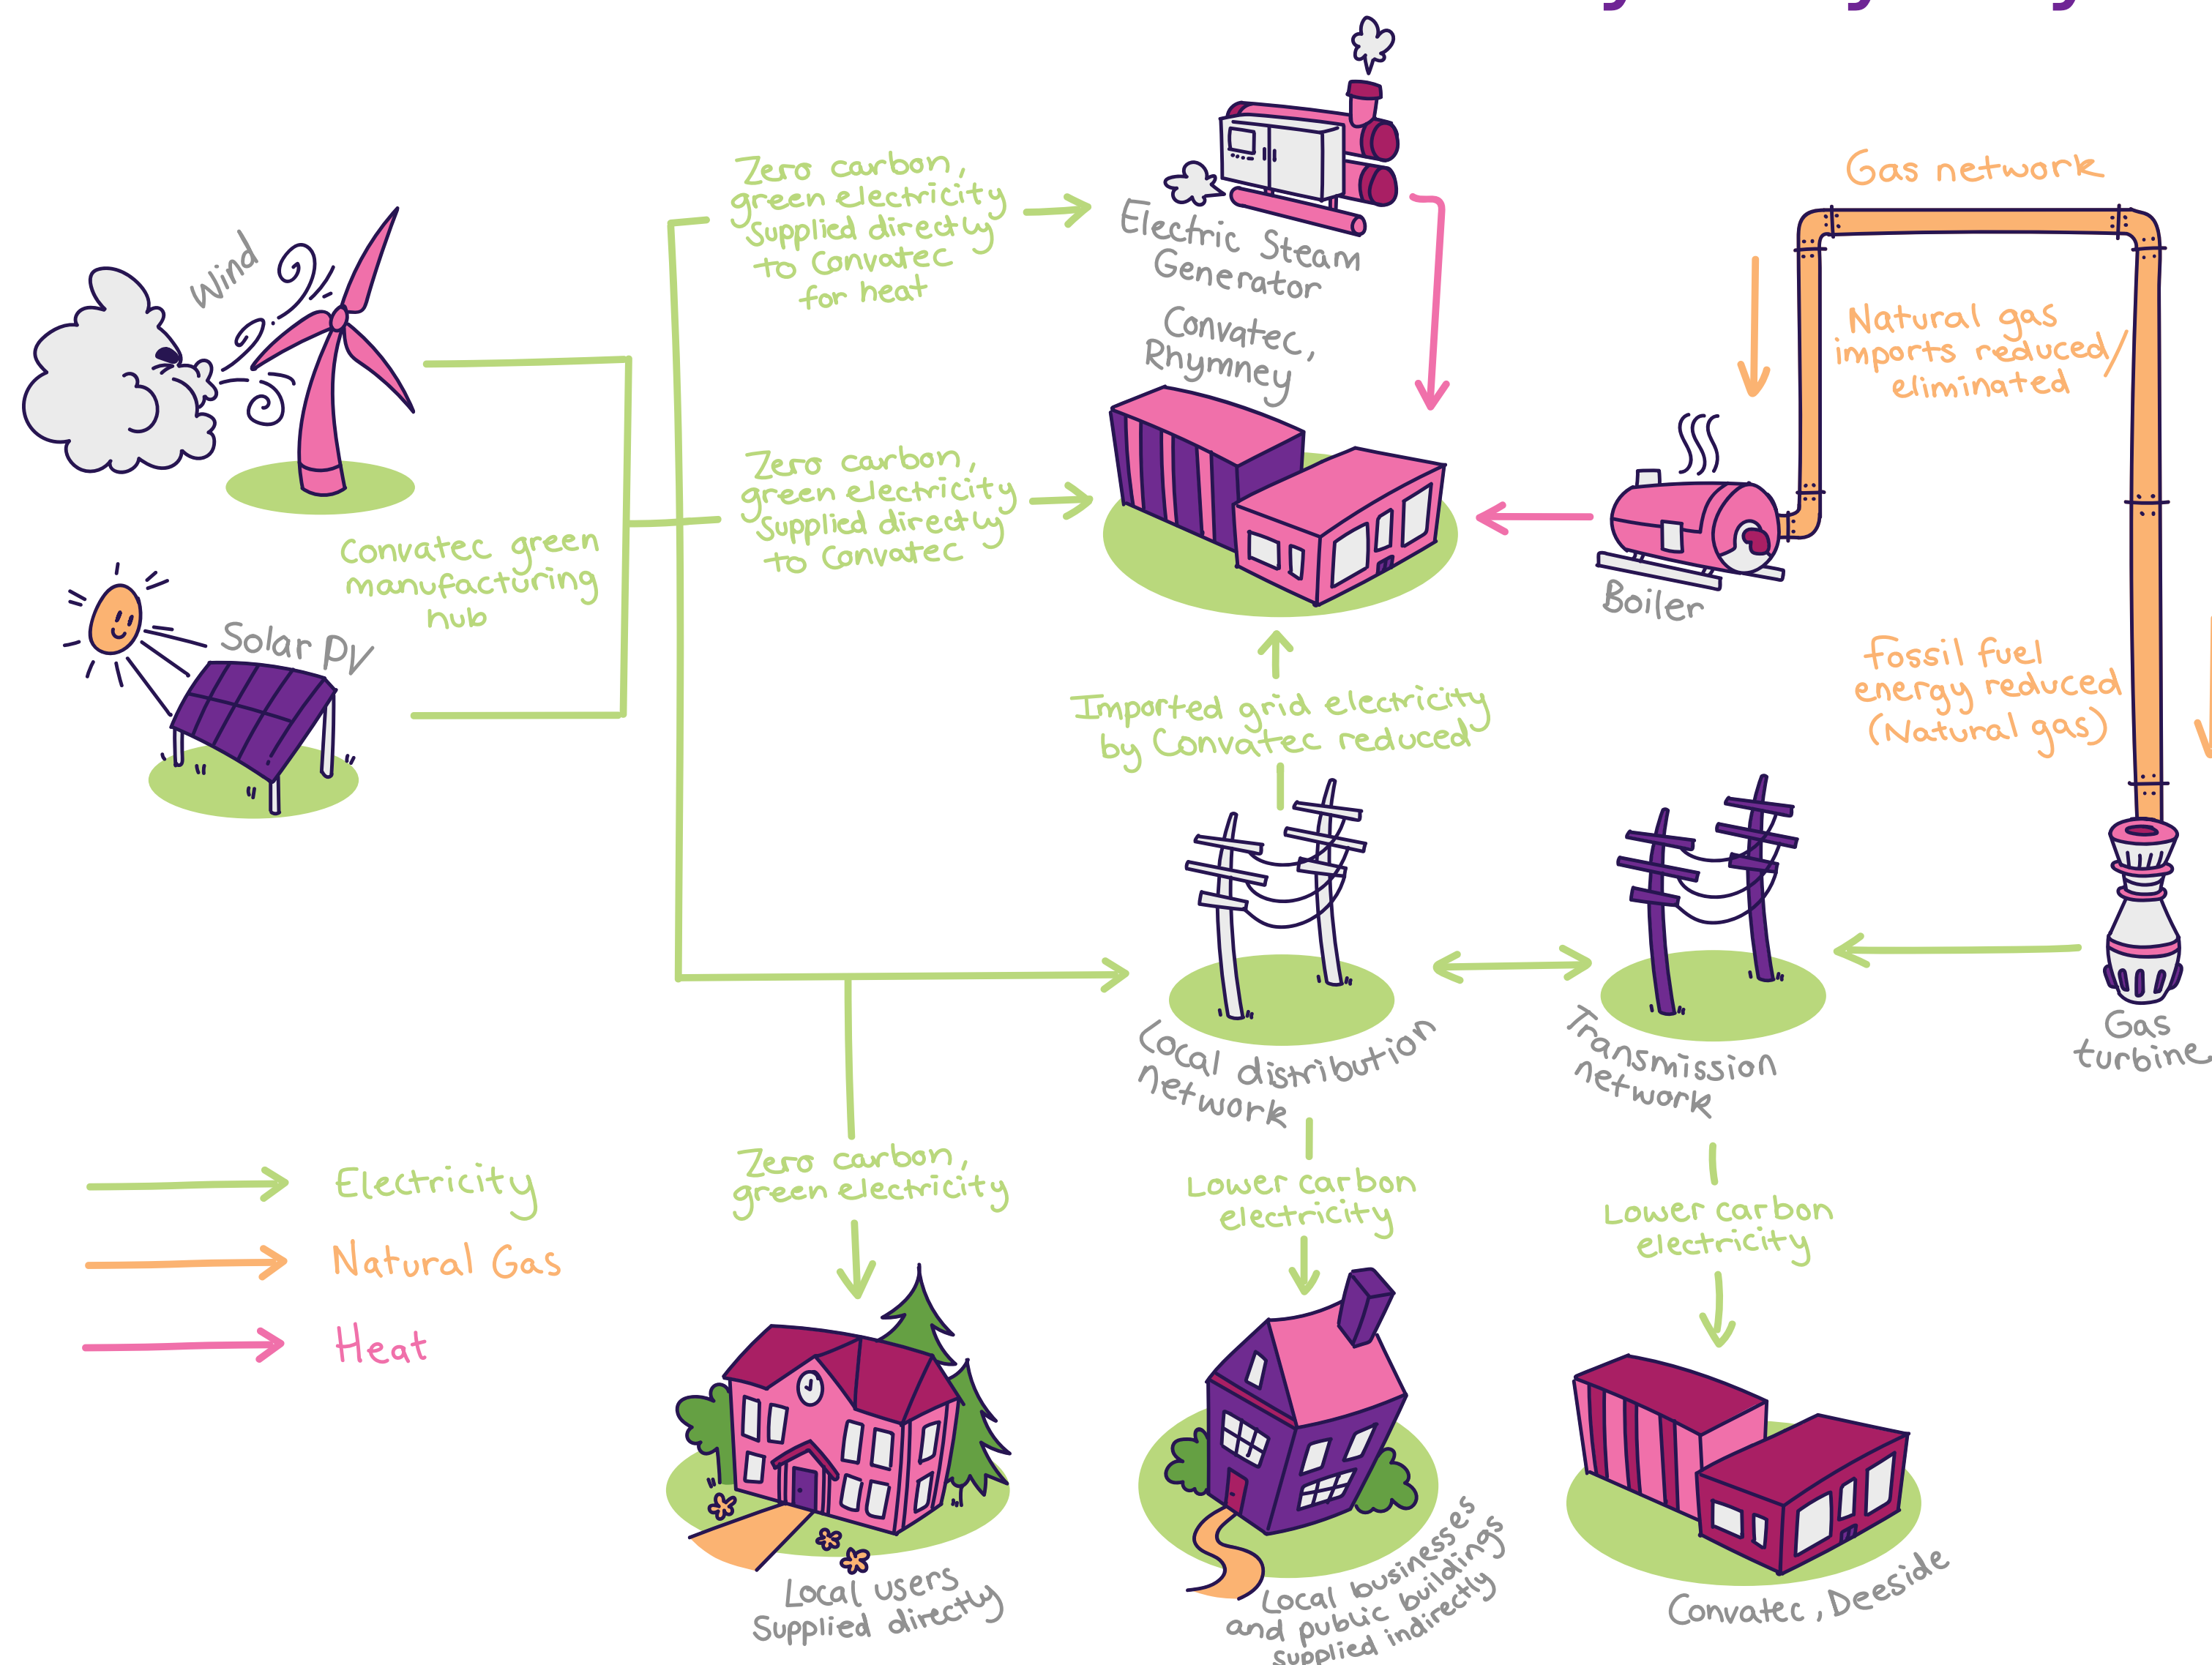 Wind
Solar PV
Convatec green
manufacturing
hub
Zero carbon,
green electricity
supplied directly
to Convatec
for heat
Zero carbon,
green electricity
supplied directly
to Convatec
Electric Steam
Generator
Convatec,
Rhymney
Gas network
Natural gas
imports reduced/
eliminated
Boiler
Fossil fuel
energy reduced
(Natural gas)
Imported grid electricity
by Convatec reduced
Local distribution
network
Transmission
network
Gas
turbine
Electricity
Natural Gas
Heat
Zero carbon,
green electricity
Lower carbon
electricity
Lower carbon
electricity
Local users
supplied directly
Local businesses
and public buildings
supplied indirectly
Convatec, Deeside